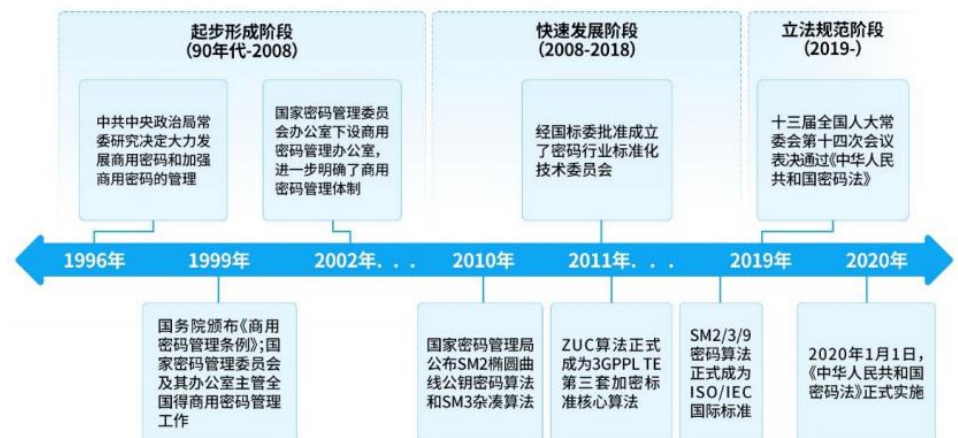 起步形成阶段
(90年代-2008)
快速发展阶段
(2008-2018)
立法规范阶段
(2019-)
中共中央政治局常
委研究决定大力发
展商用密码和加强
商用密码的管理
国家密码管理委员
会办公室下设商用
密码管理办公室，
进一步明确了商用
密码管理体制
经国标委批准成立
了密码行业标准化
技术委员会
十三届全国人大常
委会第十四次会议
表决通过《中华人民
共和国密码法》
1996年
1999年
2002年. . .
2010年
2011年. . .
2019年
2020年
国务院颁布《商用
密码管理条例》；国
家密码管理委员会
及其办公室主管全
国得商用密码管理
工作
国家密码管理局
公布SM2椭圆曲
线公钥密码算法
和SM3杂凑算法
ZUC算法正式
成为3GPPL TE
第三套加密标
准核心算法
SM2/3/9
密码算法
正式成为
ISO/IEC
国际标准
2020年1月1日，
《中华人民共和国
密码法》正式实施